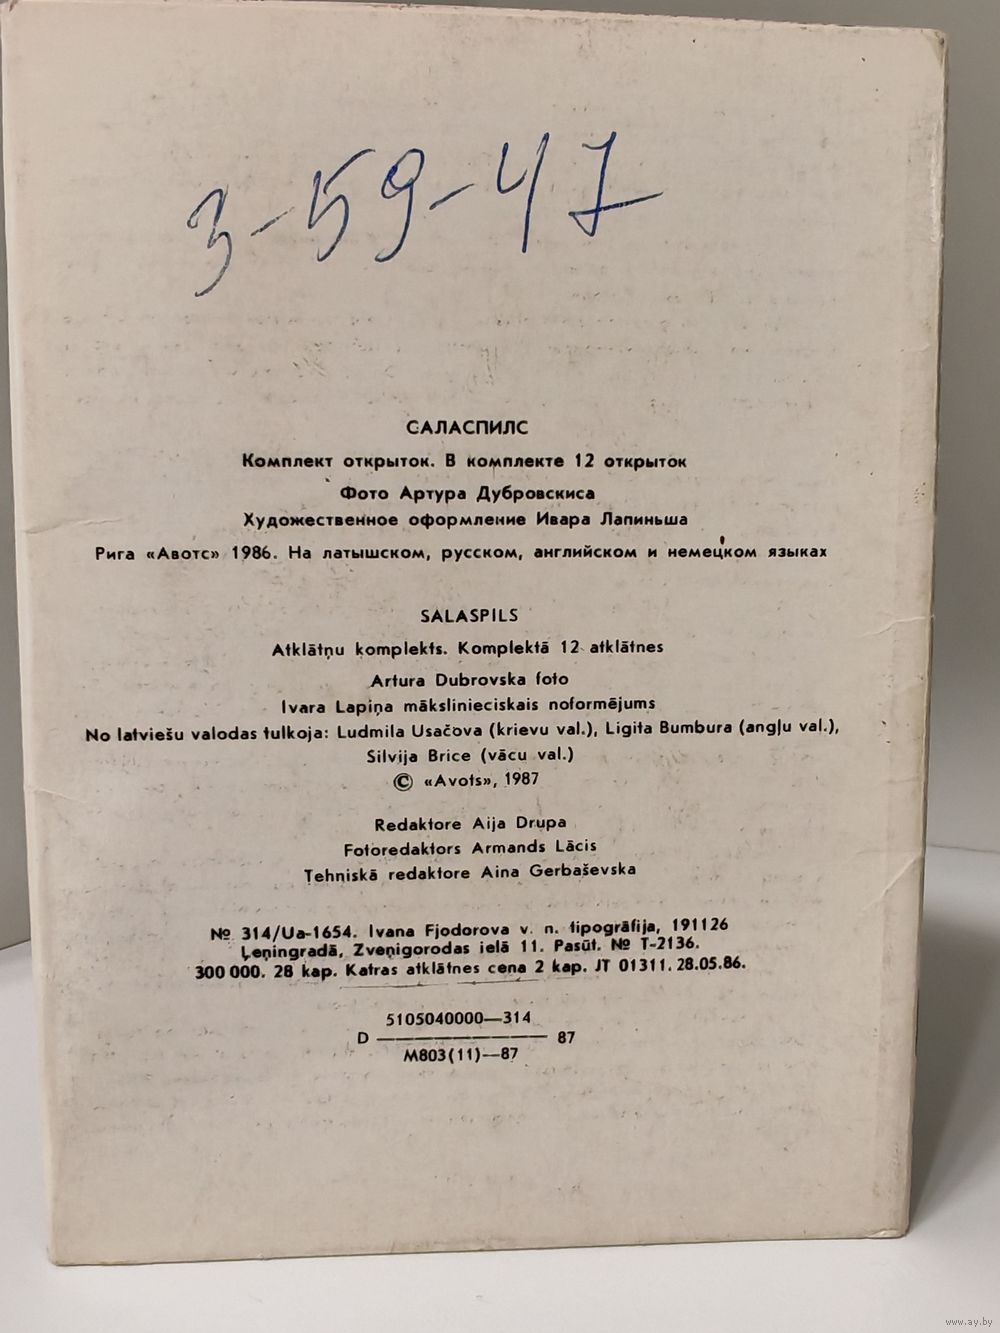 3-59-47
САЛАСПИЛС
Комплект открыток. В комплекте 12 открыток
Фото Артура Дубровскиса
Художественное оформление Ивара Лапиньша
Рига «Авотс» 1986. На латышском, русском, английском и немецком языках
SALASPILS
Atklātņu komplekts. Komplektā 12 atklātnes
Artura Dubrovska foto
Ivara Lapiņa mākslinieciskais noformējums
No latviešu valodas tulkoja: Ludmila Usačova (krievu val.), Ligita Bumbura (angļu val.),
Silvija Brice (vācu val.)
© «Avots», 1987
Redaktore Aija Drupa
Fotoredaktors Armands Lācis
Tehniskā redaktore Aina Gerbaševska
№ 314/Ua-1654. Ivana Fjodorova v. n. tipogrāfija, 191126
Ļeņingradā, Zveņigorodas ielā 11. Pasūt. № T-2136.
300 000. 28 kap. Katras atklātnes cena 2 kap. JT 01311. 28.05.86.
5105040000—314
D ——————— 87
M803(11)—87
www.ay.by